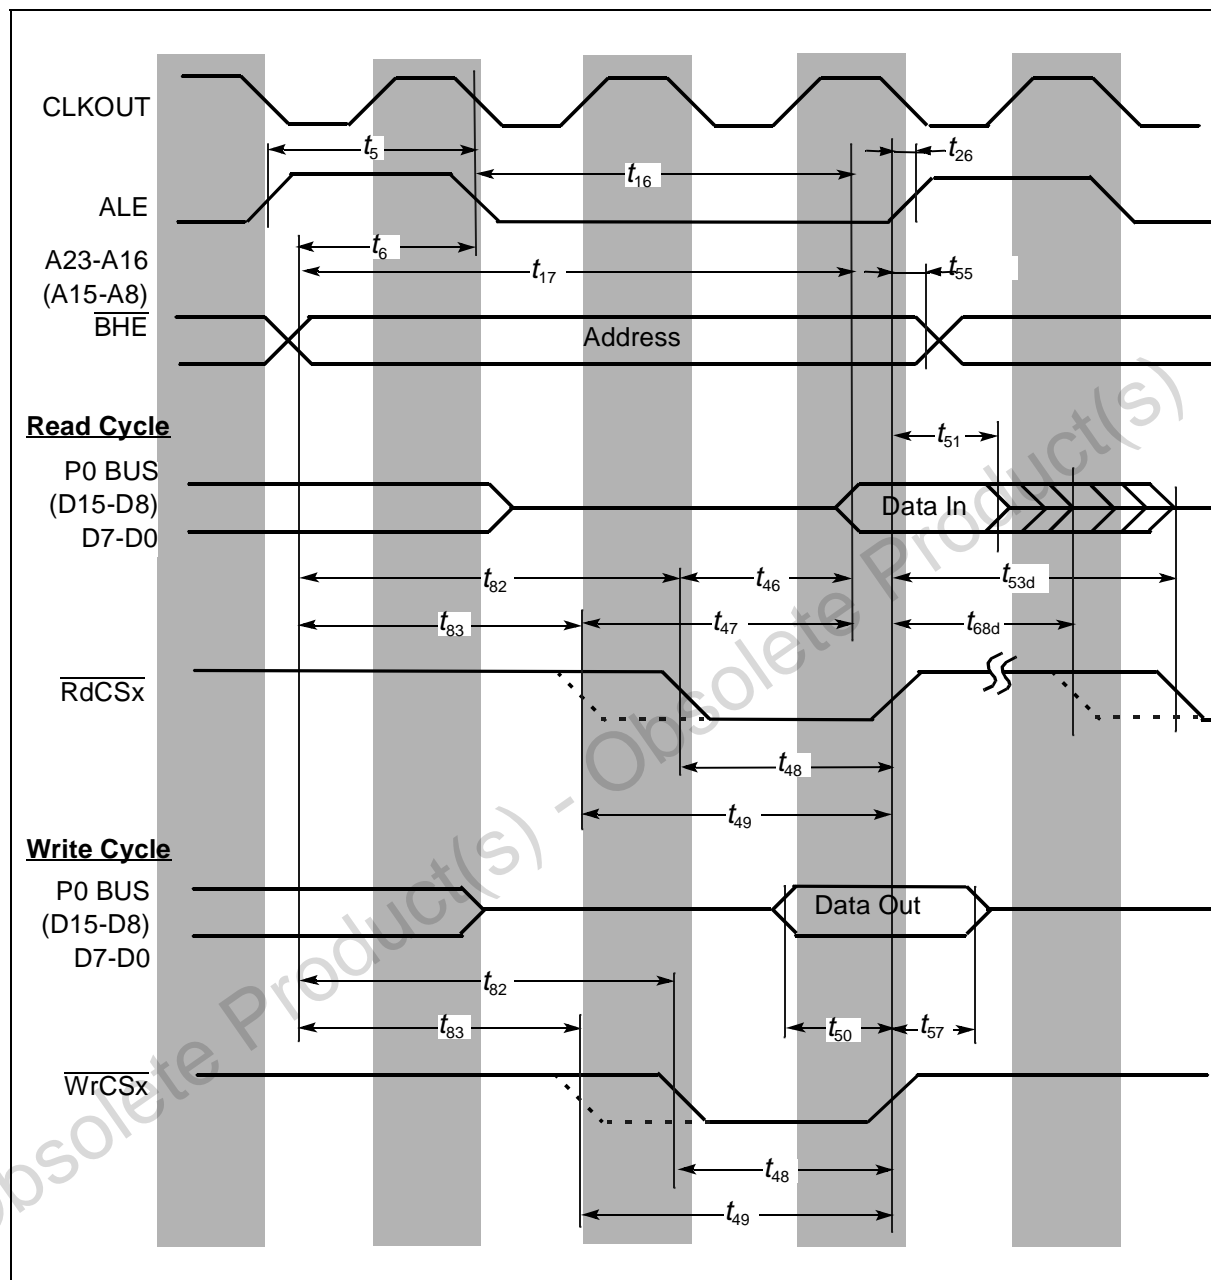 CLKOUT
t5
t26
t16
ALE
t6
A23-A16
t17
t55
(A15-A8)
BHE
Address
Read Cycle
t51
P0 BUS
(D15-D8)
Data In
D7-D0
t82
t46
t53d
t83
t47
t68d
RdCSx
t48
t49
Write Cycle
P0 BUS
(D15-D8)
Data Out
D7-D0
t82
t83
t50
t57
WrCSx
t48
t49
Obsolete Product(s) - Obsolete Product(s)